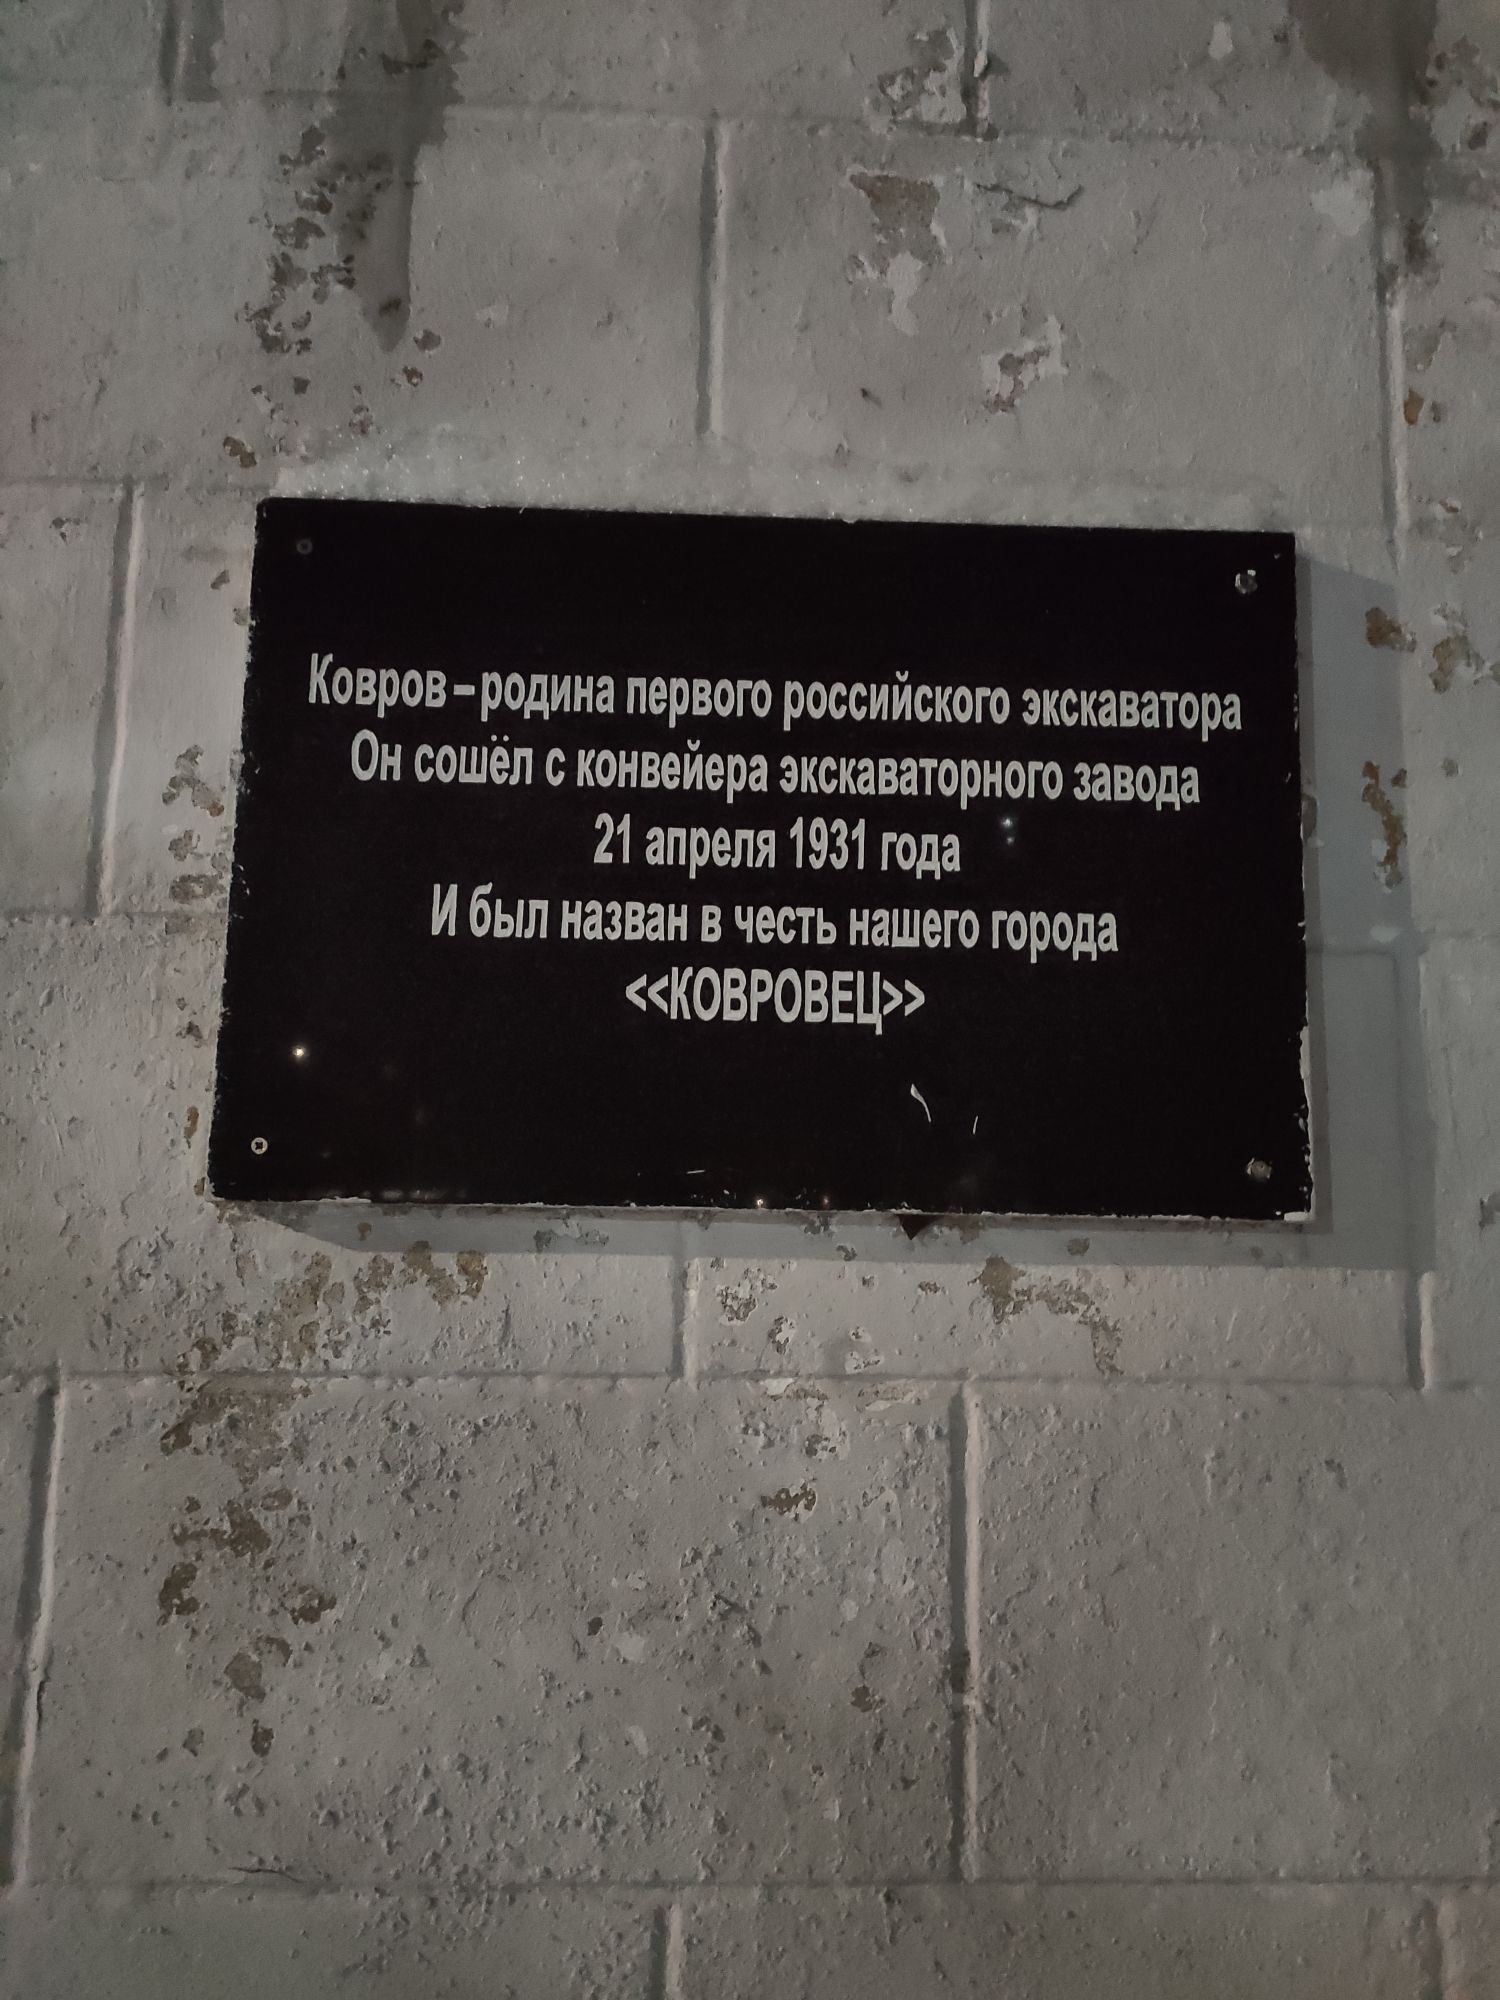 Ковров – родина первого российского экскаватора
Он сошёл с конвейера экскаваторного завода
21 апреля 1931 года
И был назван в честь нашего города
<<КОВРОВЕЦ>>